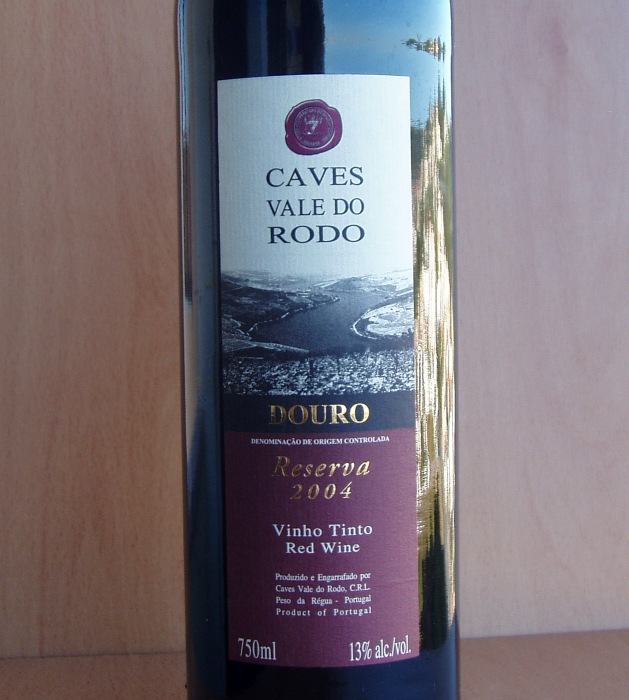 CAVES
VALE DO
RODO
DOURO
DENOMINAÇÃO DE ORIGEM CONTROLADA
Reserva
2004
Vinho Tinto
Red Wine
Produzido e Engarrafado por
Caves Vale do Rodo, C.R.L.
Peso da Régua - Portugal
Product of Portugal
750ml 13% alc./vol.